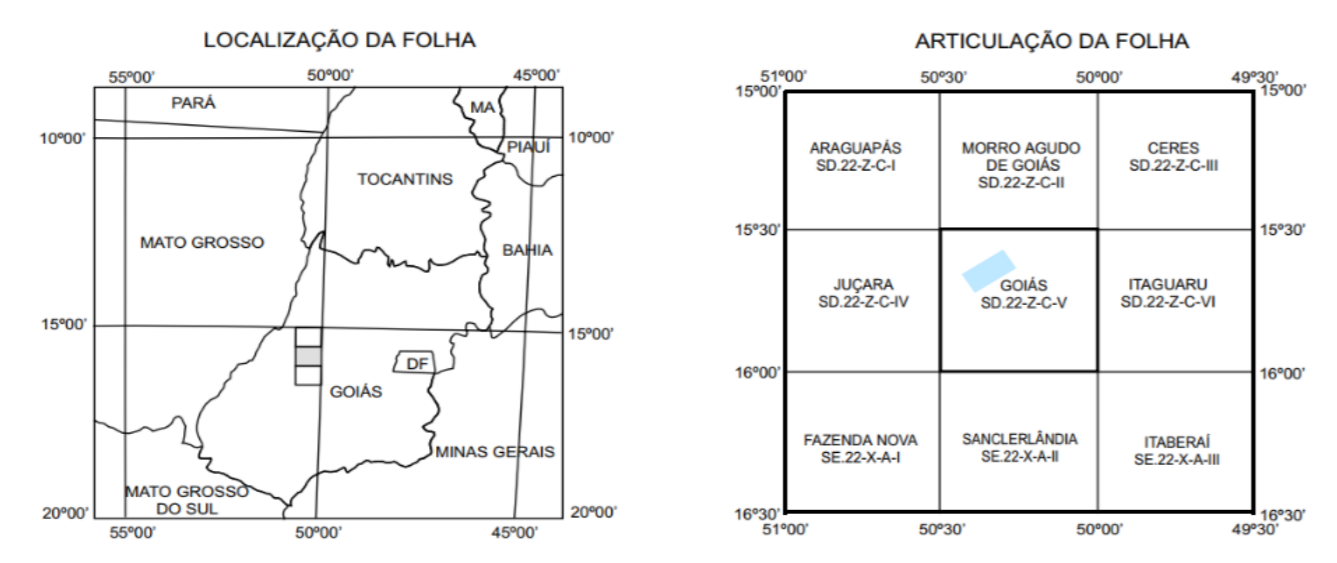 LOCALIZAÇÃO DA FOLHA
55º00' 50º00' 45º00'
PARÁ
MA
10º00' 10º00'
PIAUÍ
TOCANTINS
MATO GROSSO
BAHIA
15º00' 15º00'
DF
GOIÁS
MINAS GERAIS
MATO GROSSO
DO SUL
20º00' 20º00'
55º00' 50º00' 45º00'
ARTICULAÇÃO DA FOLHA
51º00' 50º30' 50º00' 49º30'
15º00' 15º00'
ARAGUAPÁS
SD.22-Z-C-I
MORRO AGUDO
DE GOIÁS
SD.22-Z-C-II
CERES
SD.22-Z-C-III
15º30' 15º30'
JUÇARA
SD.22-Z-C-IV
GOIÁS
SD.22-Z-C-V
ITAGUARU
SD.22-Z-C-VI
16º00' 16º00'
FAZENDA NOVA
SE.22-X-A-I
SANCLERLÂNDIA
SE.22-X-A-II
ITABERAÍ
SE.22-X-A-III
16º30' 16º30'
51º00' 50º30' 50º00' 49º30'